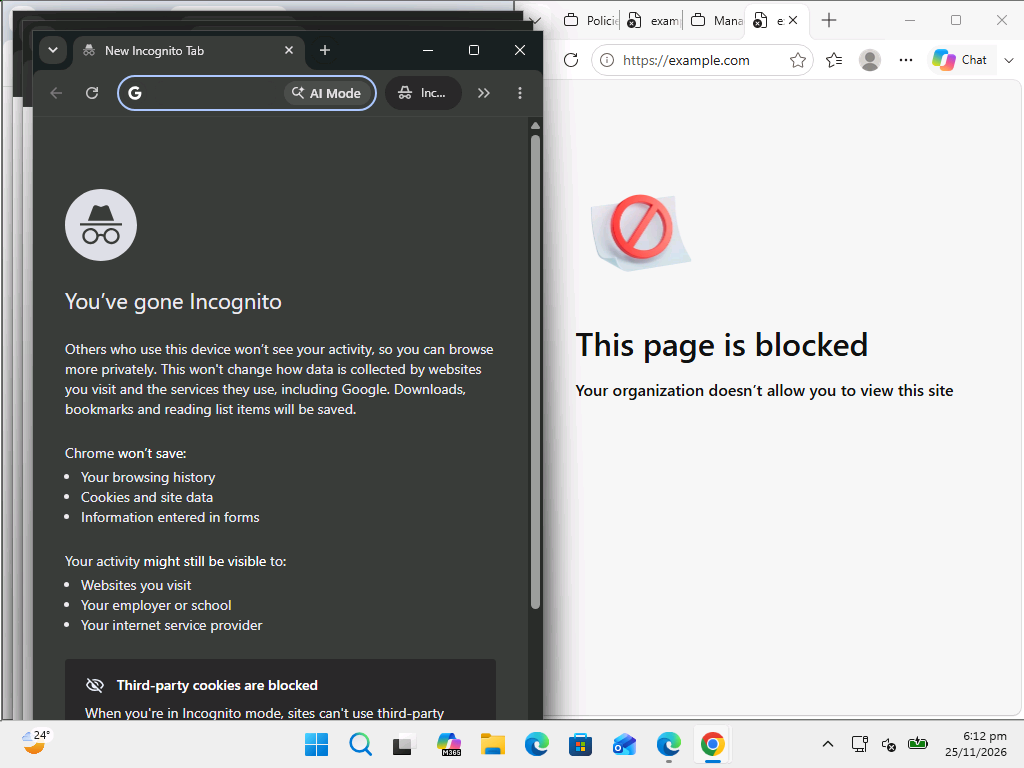 New Incognito Tab
AI Mode
Inc...
You've gone Incognito
Others who use this device won't see your activity, so you can browse
more privately. This won't change how data is collected by websites
you visit and the services they use, including Google. Downloads,
bookmarks and reading list items will be saved.
Chrome won't save:
Your browsing history
Cookies and site data
Information entered in forms
Your activity might still be visible to:
Websites you visit
Your employer or school
Your internet service provider
Third-party cookies are blocked
When you're in Incognito mode, sites can't use third-party
Policie
exam
Mana
e
https://example.com
Chat
This page is blocked
Your organization doesn't allow you to view this site
24°
M365
6:12 pm
25/11/2026